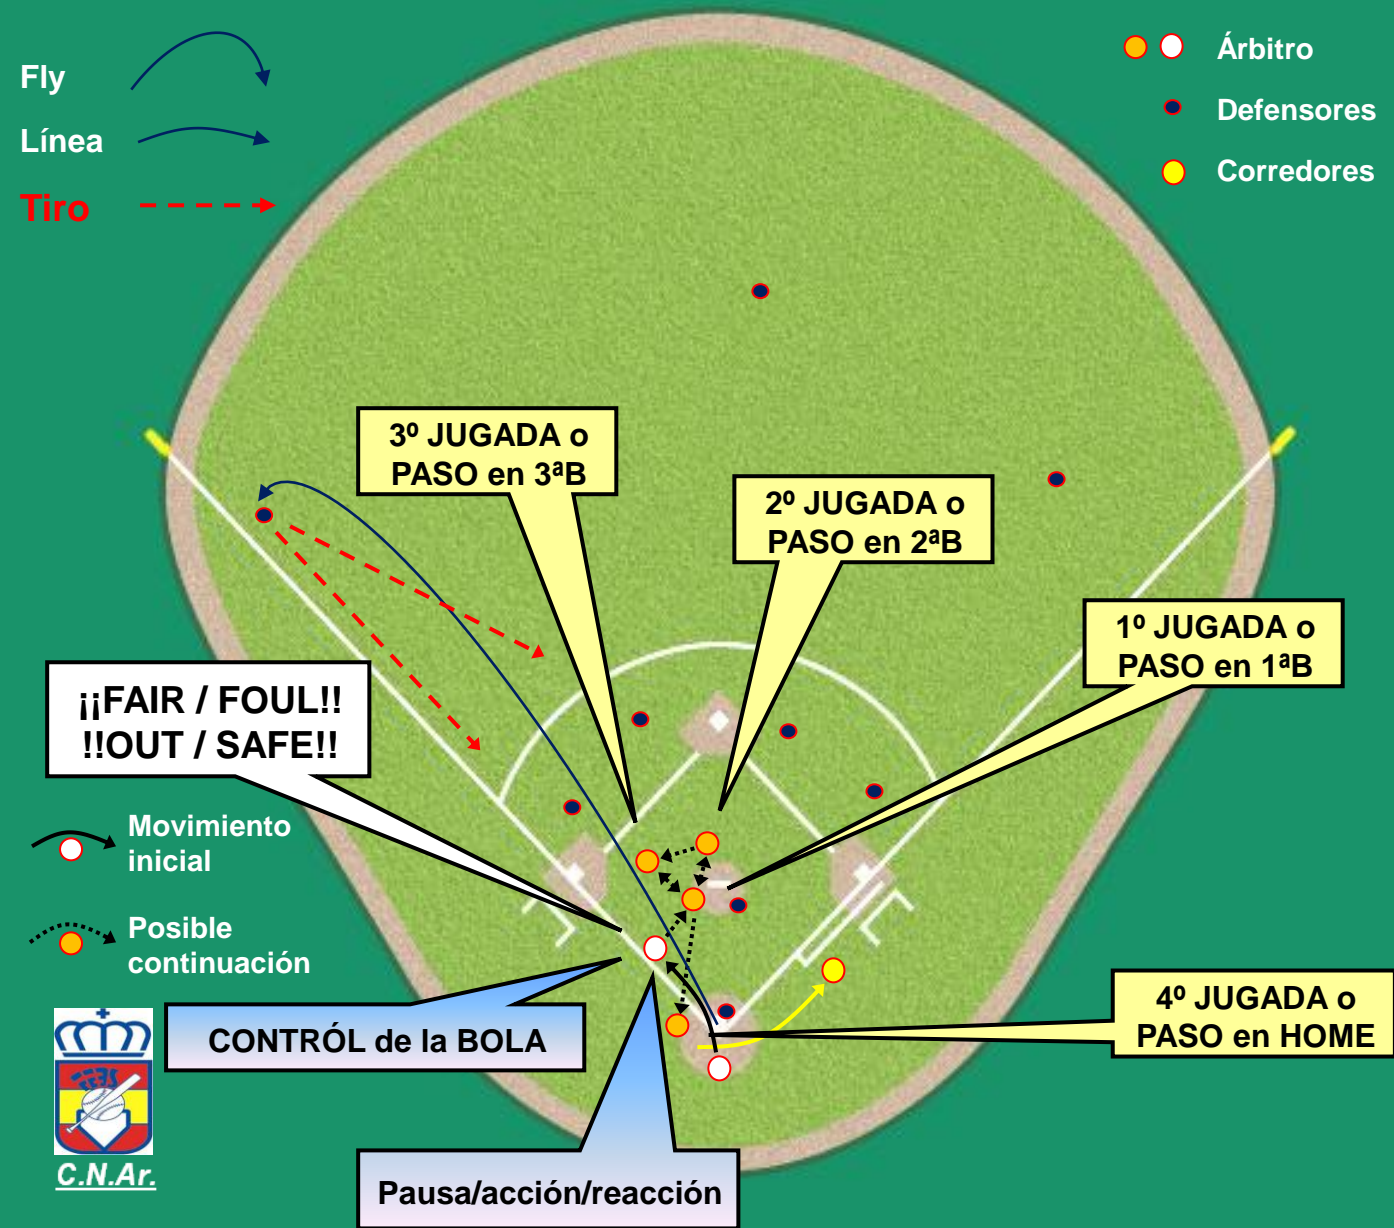 Fly
Línea
Tiro
Árbitro
Defensores
Corredores
3º JUGADA o
PASO en 3ªB
2º JUGADA o
PASO en 2ªB
1º JUGADA o
PASO en 1ªB
¡¡FAIR / FOUL!!
!!OUT / SAFE!!
Movimiento
inicial
Posible
continuación
CONTRÓL de la BOLA
4º JUGADA o
PASO en HOME
Pausa/acción/reacción
C.N.Ar.